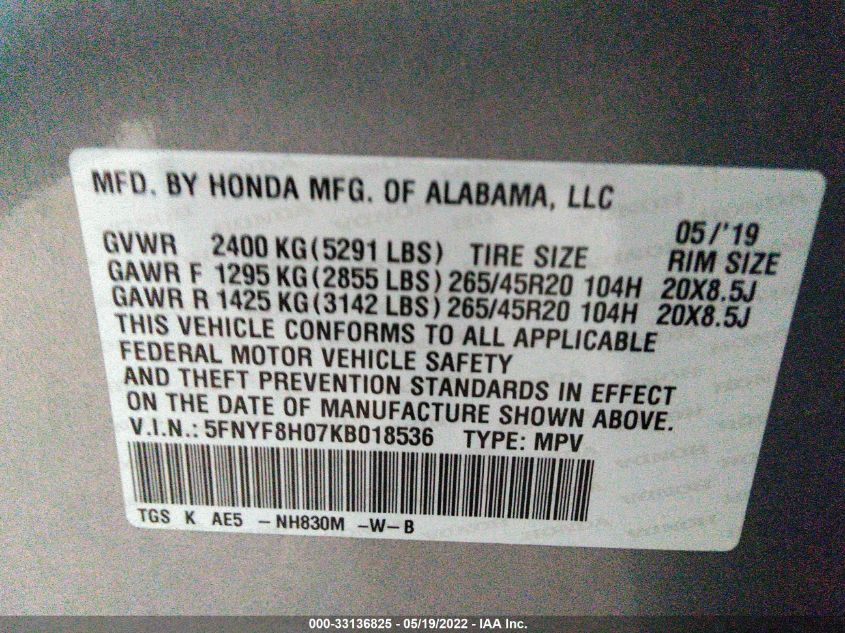 MFD. BY HONDA MFG. OF ALABAMA, LLC
05/'19
GVWR 2400 KG(5291 LBS) TIRE SIZE RIM SIZE
GAWR F 1295 KG(2855 LBS) 265/45R20 104H 20X8.5J
GAWR R 1425 KG(3142 LBS) 265/45R20 104H 20X8.5J
THIS VEHICLE CONFORMS TO ALL APPLICABLE
FEDERAL MOTOR VEHICLE SAFETY
AND THEFT PREVENTION STANDARDS IN EFFECT
ON THE DATE OF MANUFACTURE SHOWN ABOVE.
V.I.N.: 5FNYF8H07KB018536 TYPE: MPV
TGS K AE5 -NH830M -W-B
000-33136825 - 05/19/2022 - IAA Inc.